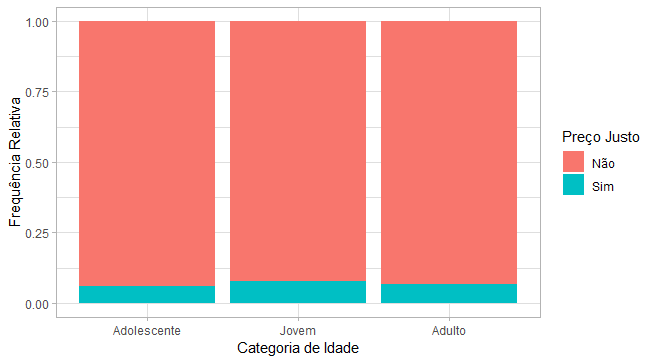 1.00
0.75
0.50
0.25
0.00
Frequência Relativa
Adolescente
Jovem
Adulto
Categoria de Idade
Preço Justo
Não
Sim